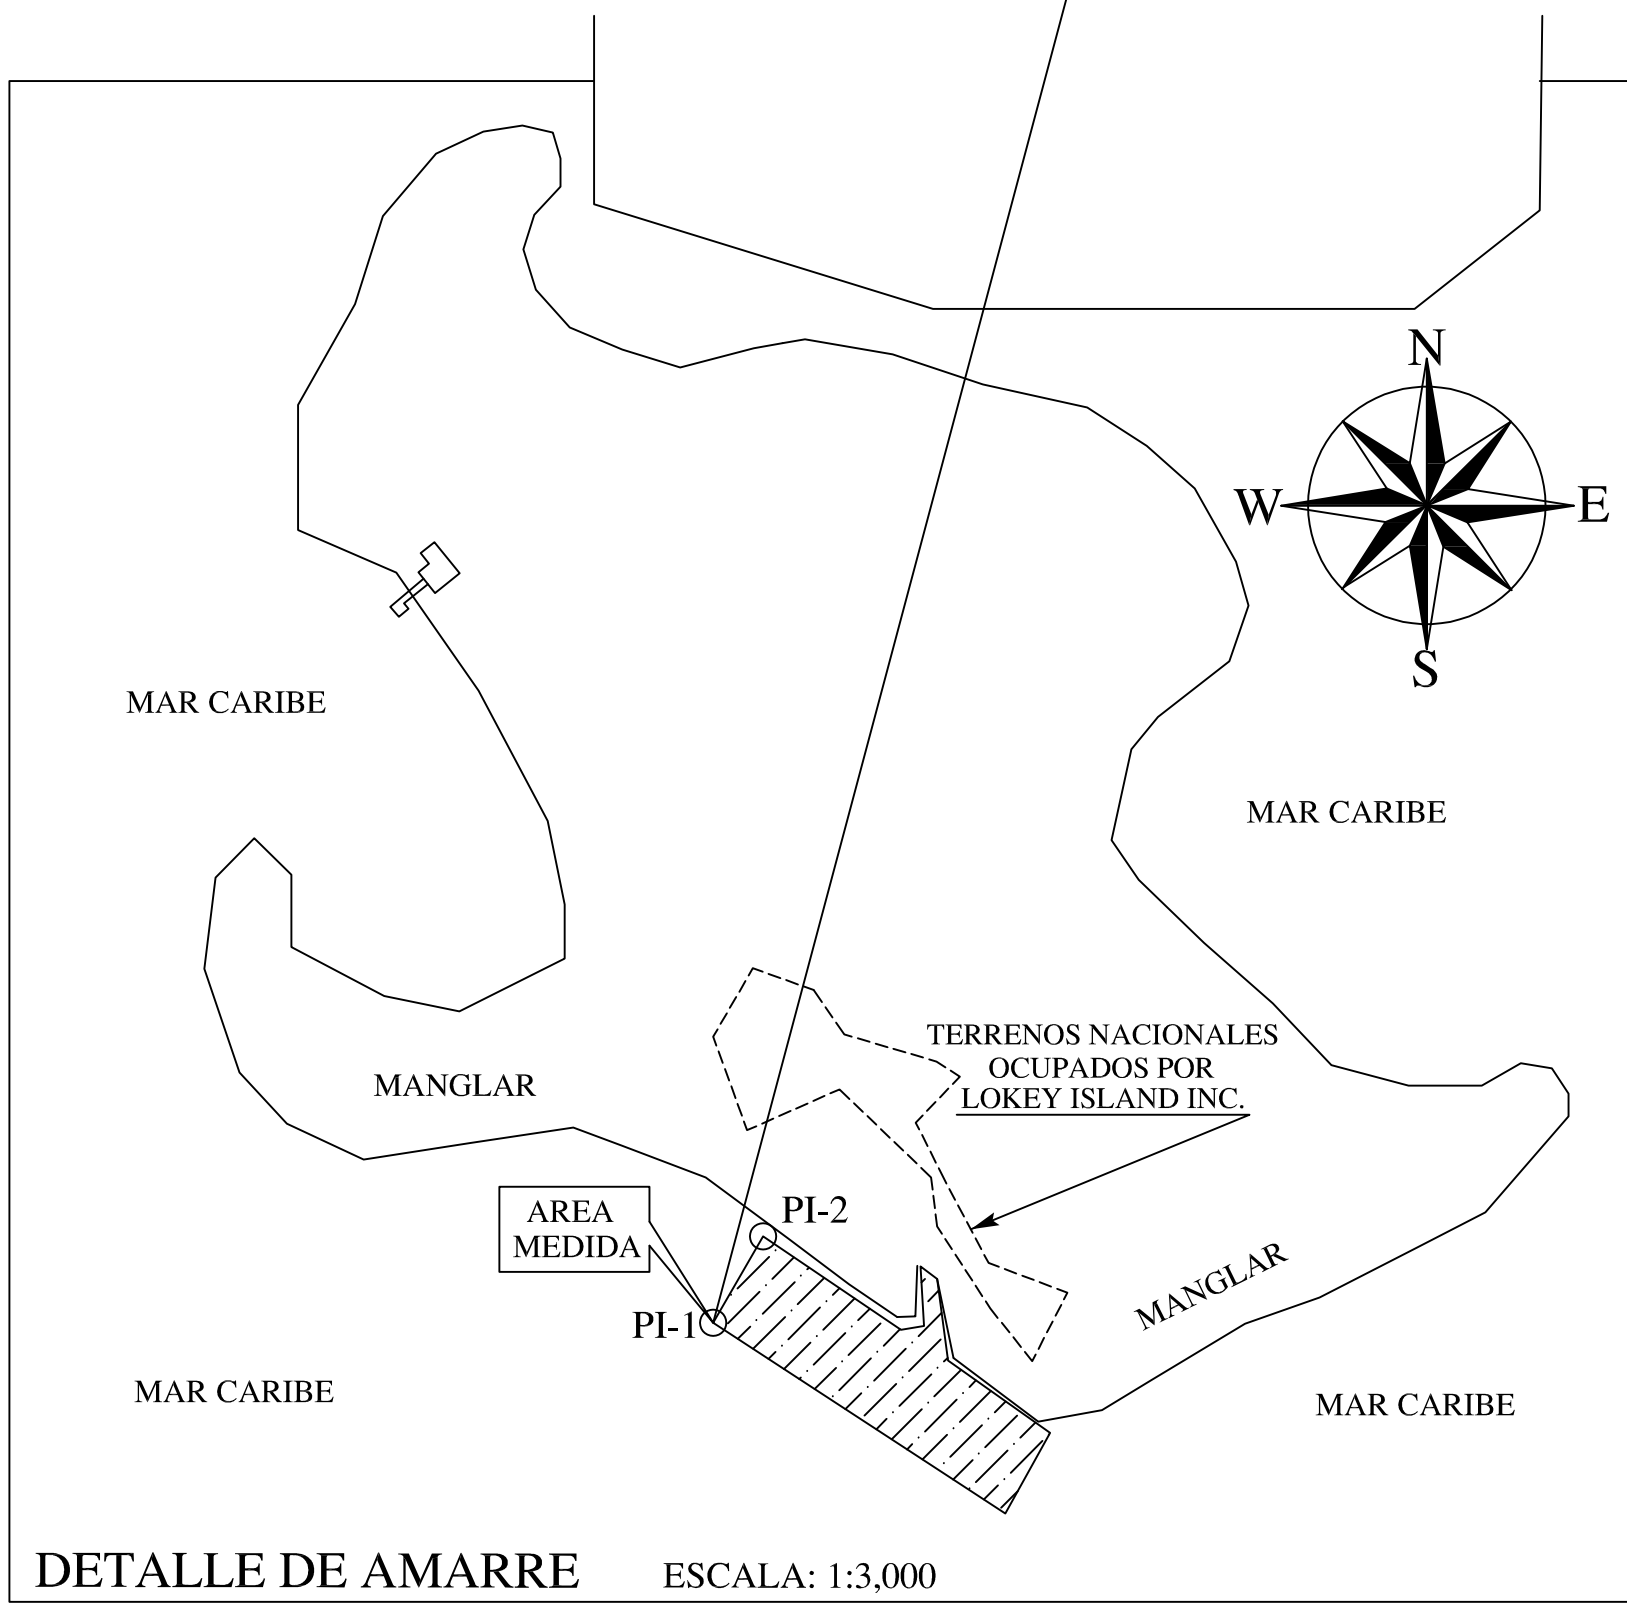 N
W
E
S
MAR CARIBE
MAR CARIBE
TERRENOS NACIONALES
OCUPADOS POR
LOKEY ISLAND INC.
MANGLAR
AREA
MEDIDA
PI-2
PI-1
MANGLAR
MAR CARIBE
MAR CARIBE
DETALLE DE AMARRE
ESCALA: 1:3,000